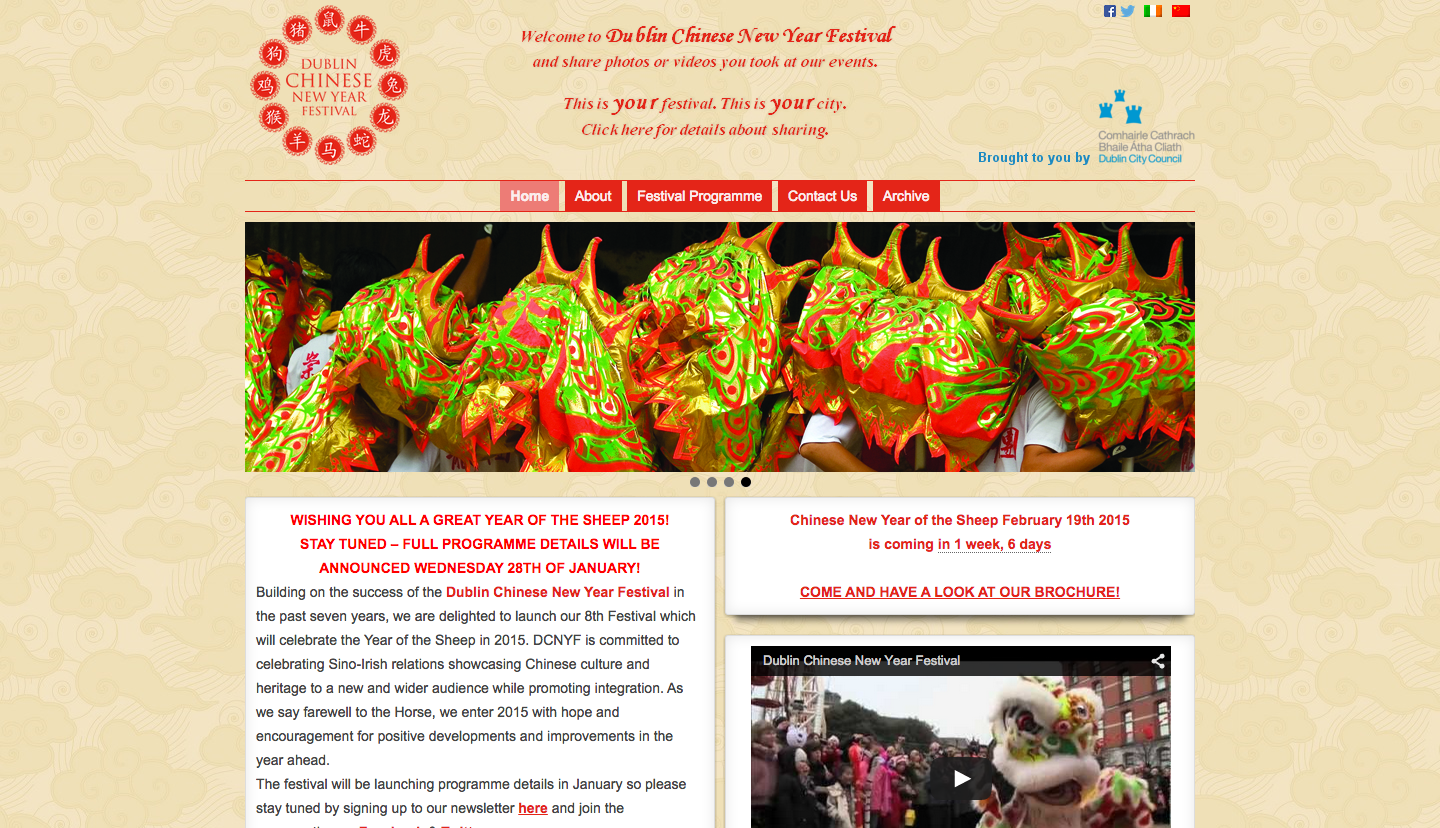 鼠
牛
虎
兔
龙
蛇
马
羊
猴
鸡
狗
猪
DUBLIN
CHINESE
NEW YEAR
FESTIVAL
Welcome to Dublin Chinese New Year Festival
and share photos or videos you took at our events.
This is your festival. This is your city.
Click here for details about sharing.
Brought to you by
Comhairle Cathrach
Bhaile Átha Cliath
Dublin City Council
Home
About
Festival Programme
Contact Us
Archive
WISHING YOU ALL A GREAT YEAR OF THE SHEEP 2015!
STAY TUNED – FULL PROGRAMME DETAILS WILL BE
ANNOUNCED WEDNESDAY 28TH OF JANUARY!
Building on the success of the Dublin Chinese New Year Festival in
the past seven years, we are delighted to launch our 8th Festival which
will celebrate the Year of the Sheep in 2015. DCNYF is committed to
celebrating Sino-Irish relations showcasing Chinese culture and
heritage to a new and wider audience while promoting integration. As
we say farewell to the Horse, we enter 2015 with hope and
encouragement for positive developments and improvements in the
year ahead.
The festival will be launching programme details in January so please
stay tuned by signing up to our newsletter here and join the
Chinese New Year of the Sheep February 19th 2015
is coming in 1 week, 6 days
COME AND HAVE A LOOK AT OUR BROCHURE!
Dublin Chinese New Year Festival